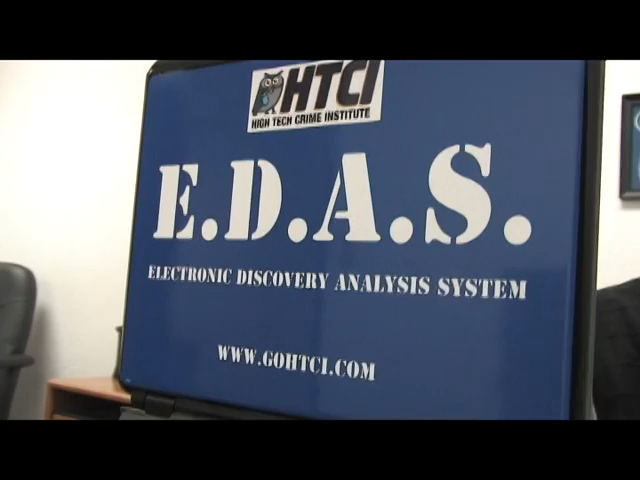 HTCI
HIGH TECH CRIME INSTITUTE
E.D.A.S.
ELECTRONIC DISCOVERY ANALYSIS SYSTEM
WWW.GOHTCI.COM